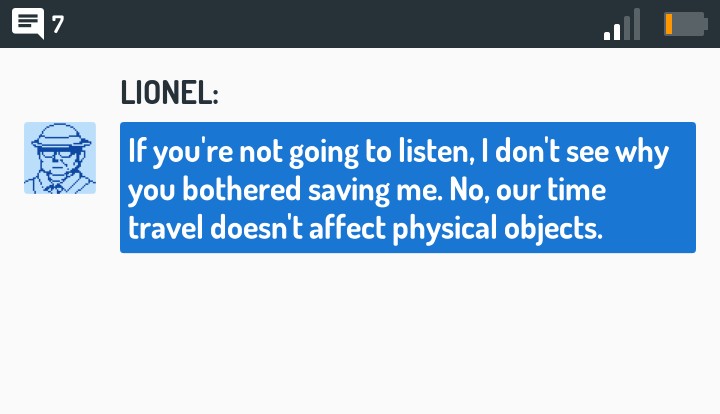 7
LIONEL:
If you're not going to listen, I don't see why
you bothered saving me. No, our time
travel doesn't affect physical objects.